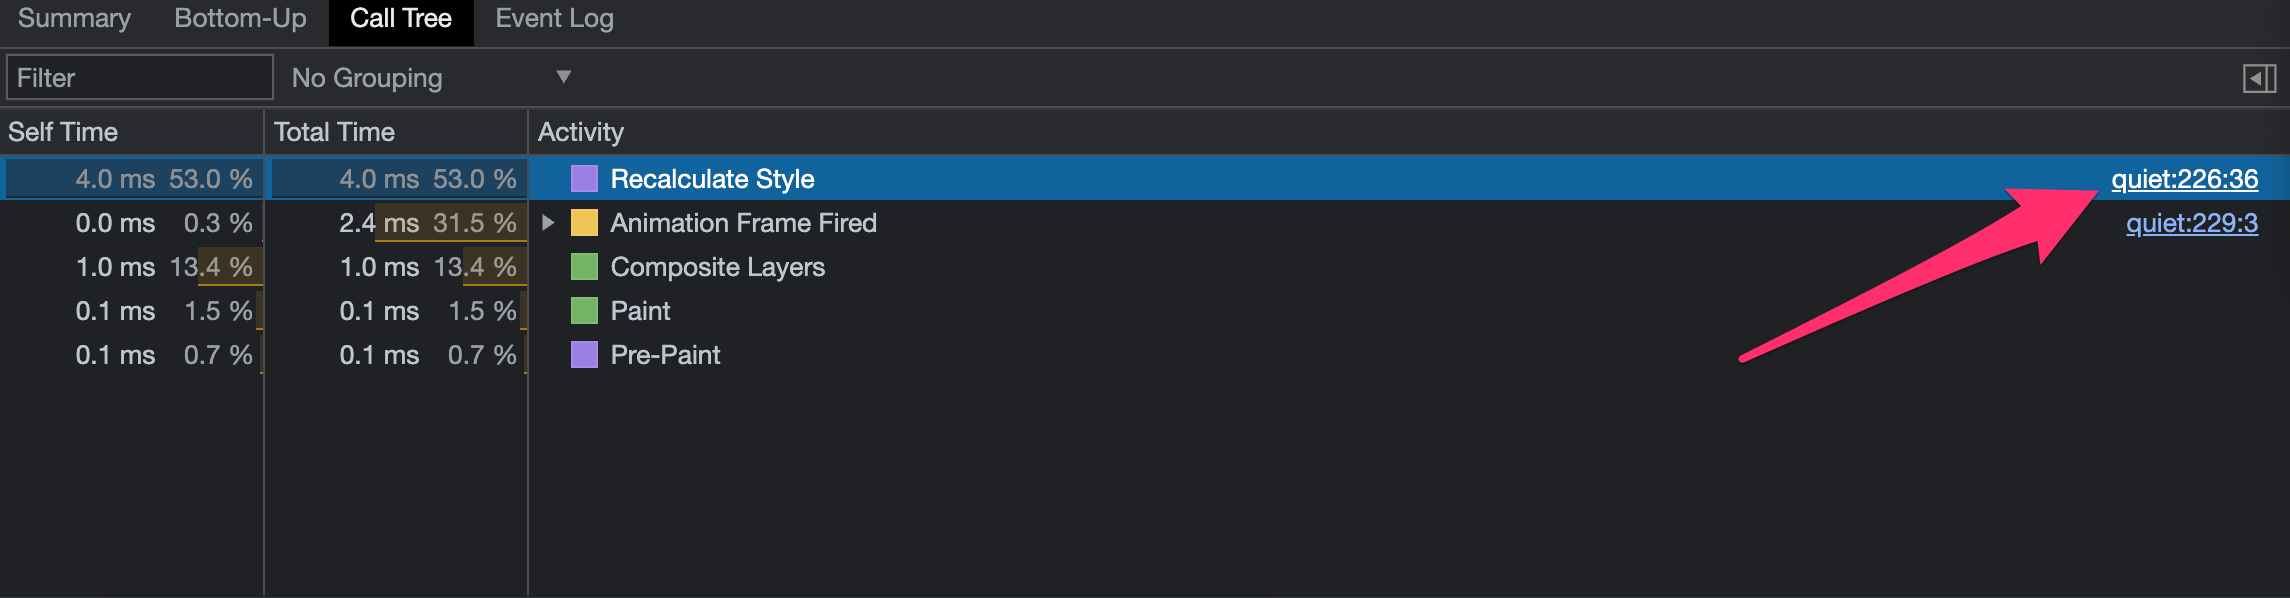 Summary Bottom-Up Call Tree Event Log
Filter No Grouping
Self Time Total Time Activity
4.0 ms 53.0 % 4.0 ms 53.0 % Recalculate Style quiet:226:36
0.0 ms 0.3 % 2.4 ms 31.5 % Animation Frame Fired quiet:229:3
1.0 ms 13.4 % 1.0 ms 13.4 % Composite Layers
0.1 ms 1.5 % 0.1 ms 1.5 % Paint
0.1 ms 0.7 % 0.1 ms 0.7 % Pre-Paint